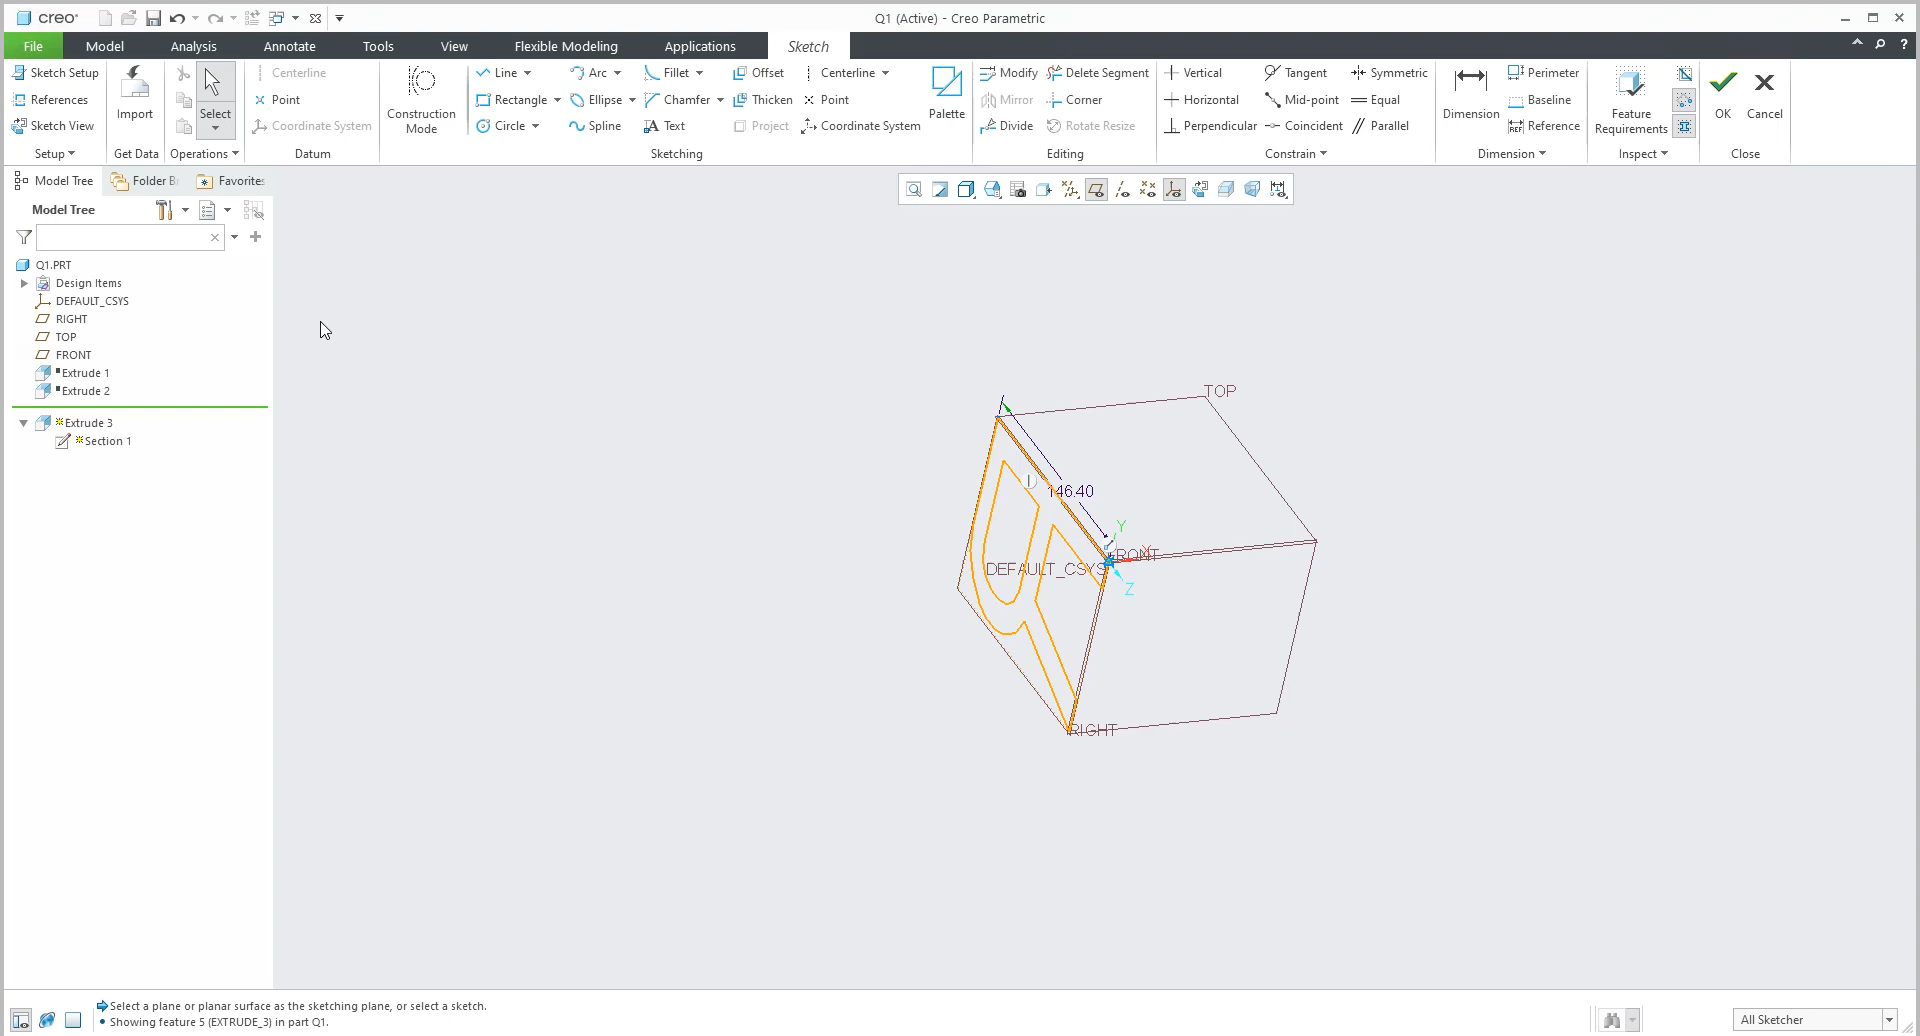 creo°
Q1 (Active) - Creo Parametric
File Model Analysis Annotate Tools View Flexible Modeling Applications Sketch
Sketch Setup
References
Sketch View
Setup
Import
Get Data
Select
Operations
Centerline
Point
Coordinate System
Datum
Construction
Mode
Line
Rectangle
Circle
Arc
Ellipse
Spline
Fillet
Chamfer
Text
Offset
Thicken
Project
Centerline
Point
Coordinate System
Palette
Sketching
Modify
Mirror
Divide
Delete Segment
Corner
Rotate Resize
Editing
Vertical
Horizontal
Perpendicular
Tangent
Mid-point
Coincident
Symmetric
Equal
Parallel
Constrain
Dimension
Perimeter
Baseline
Reference
Dimension
Feature
Requirements
Inspect
OK
Cancel
Close
Model Tree
Folder B
Favorites
Model Tree
Q1.PRT
Design Items
DEFAULT_CSYS
RIGHT
TOP
FRONT
Extrude 1
Extrude 2
Extrude 3
Section 1
TOP
146.40
Y
FRONT
X
DEFAULT_CSYS
Z
RIGHT
Select a plane or planar surface as the sketching plane, or select a sketch.
Showing feature 5 (EXTRUDE_3) in part Q1.
All Sketcher